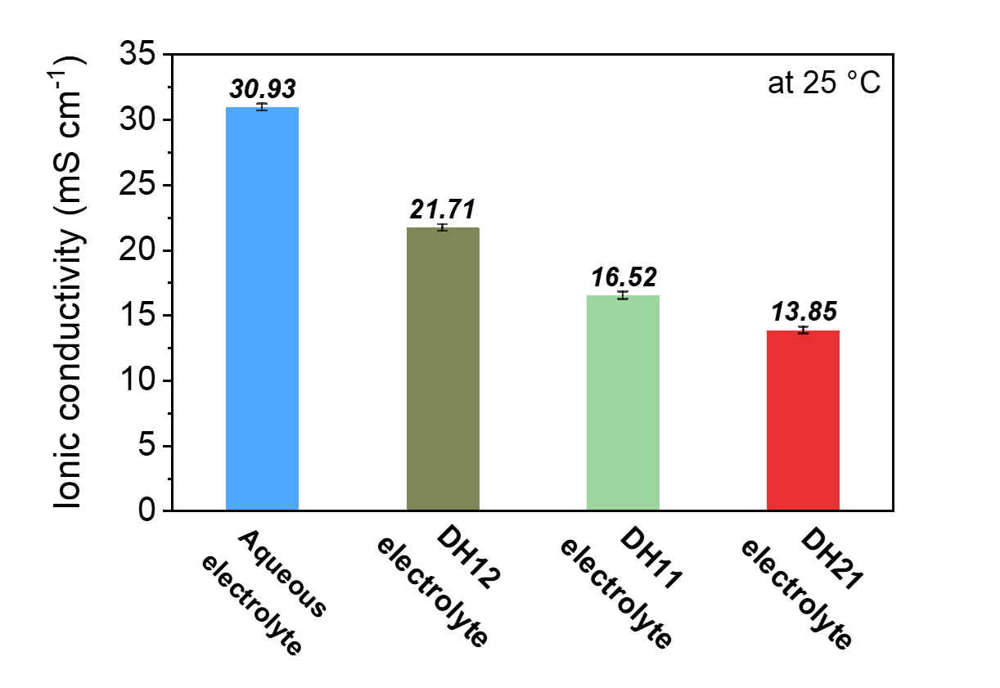 Ionic conductivity (mS cm⁻¹)
35
30
25
20
15
10
5
0
at 25 °C
30.93
21.71
16.52
13.85
Aqueous
electrolyte
DH12
electrolyte
DH11
electrolyte
DH21
electrolyte